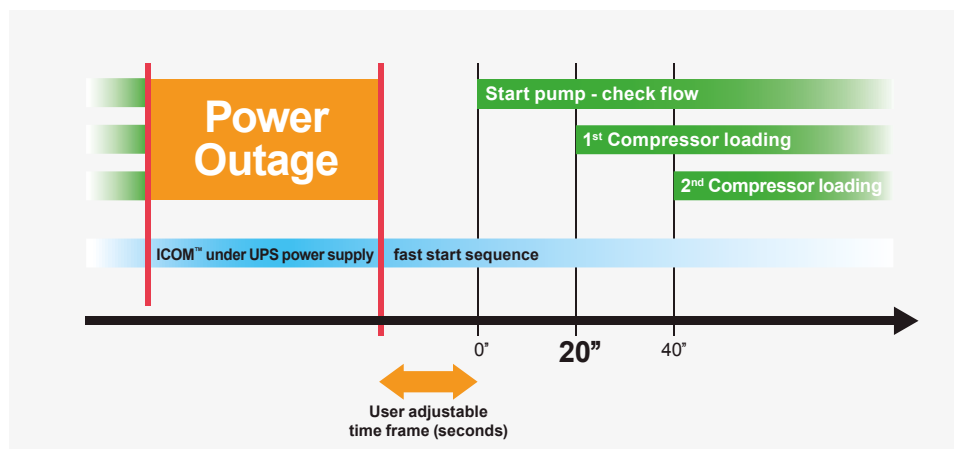 Power
Outage
Start pump - check flow
1st Compressor loading
2nd Compressor loading
ICOM™ under UPS power supply
fast start sequence
0”
20”
40”
User adjustable
time frame (seconds)